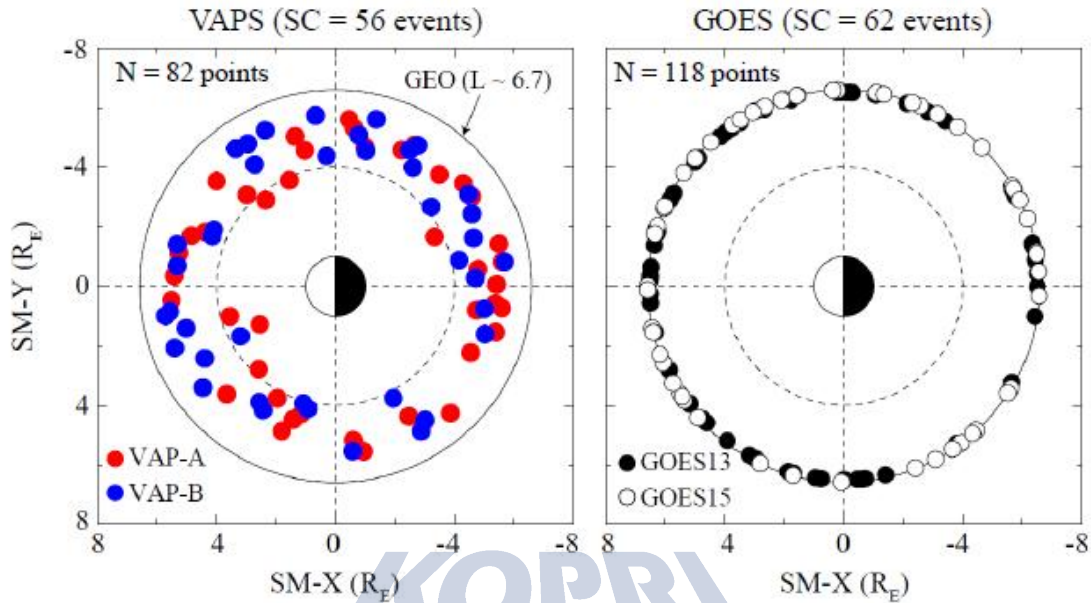 VAPS (SC = 56 events)
N = 82 points
GEO (L ~ 6.7)
-8
-4
0
4
8
SM-Y (R_E)
VAP-A
VAP-B
8
4
0
-4
-8
SM-X (R_E)
GOES (SC = 62 events)
N = 118 points
GOES13
GOES15
8
4
0
-4
-8
SM-X (R_E)
KOPRI